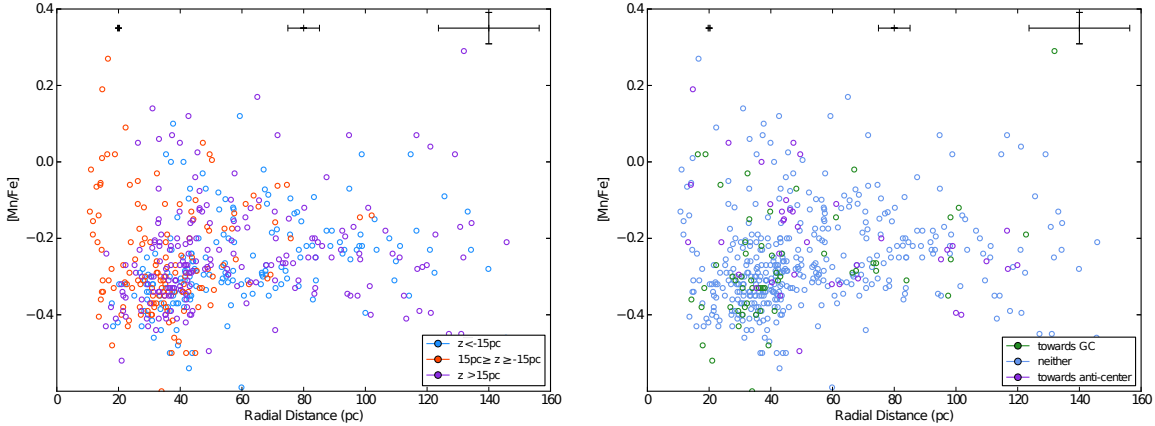 0.4
0.2
0.0
−0.2
−0.4
[Mn/Fe]
z<-15pc
15pc≥ z ≥-15pc
z >15pc
0 20 40 60 80 100 120 140 160
Radial Distance (pc)
0.4
0.2
0.0
−0.2
−0.4
[Mn/Fe]
towards GC
neither
towards anti-center
0 20 40 60 80 100 120 140 160
Radial Distance (pc)